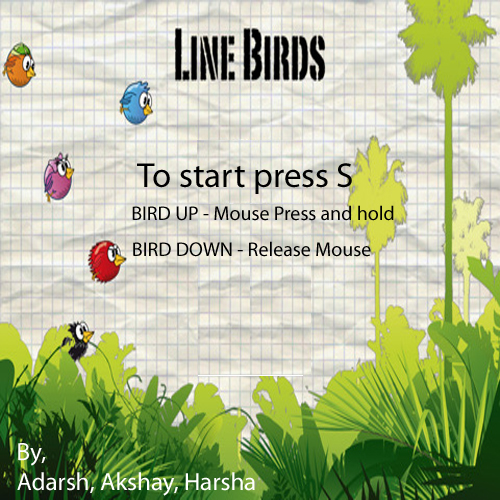 LINE BIRDS
To start press S
BIRD UP - Mouse Press and hold
BIRD DOWN - Release Mouse
By,
Adarsh, Akshay, Harsha